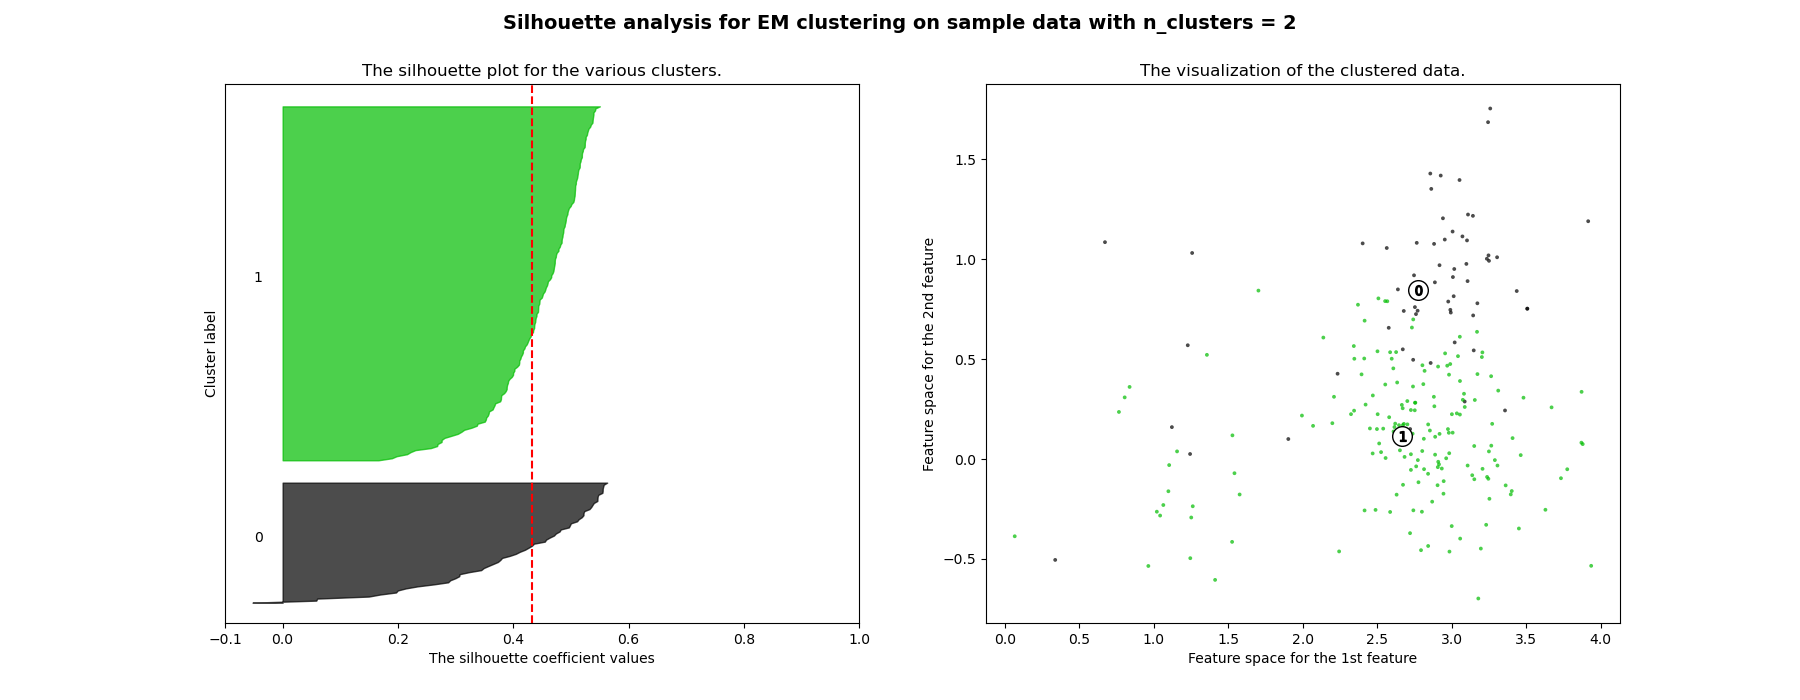 Silhouette analysis for EM clustering on sample data with n_clusters = 2
The silhouette plot for the various clusters.
Cluster label
1
0
−0.1 0.0 0.2 0.4 0.6 0.8 1.0
The silhouette coefficient values
The visualization of the clustered data.
Feature space for the 2nd feature
1.5
1.0
0.5
0.0
−0.5
0
1
0.0 0.5 1.0 1.5 2.0 2.5 3.0 3.5 4.0
Feature space for the 1st feature